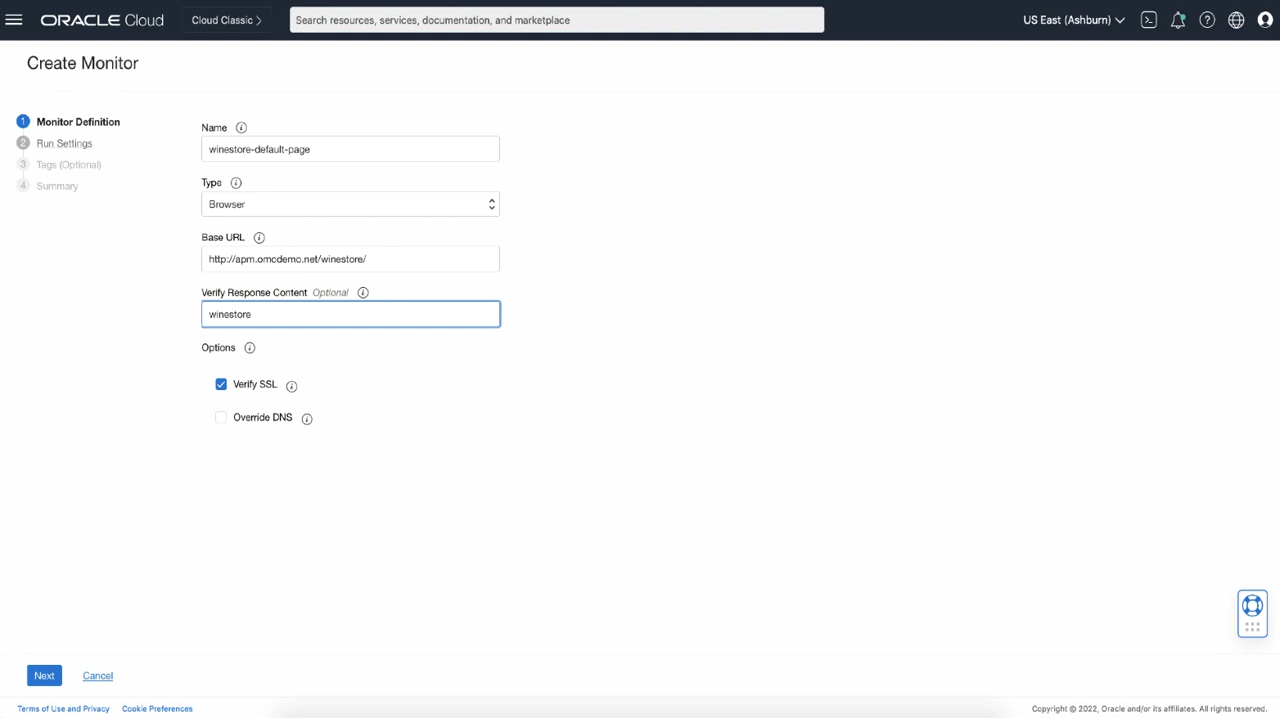 ORACLE Cloud Cloud Classic Search resources, services, documentation, and marketplace US East (Ashburn)
Create Monitor
1 Monitor Definition
2 Run Settings
3 Tags (Optional)
4 Summary
Name
winestore-default-page
Type
Browser
Base URL
http://apm.omcdemo.net/winestore/
Verify Response Content Optional
winestore
Options
Verify SSL
Override DNS
Next Cancel
Terms of Use and Privacy Cookie Preferences Copyright © 2022, Oracle and/or its affiliates. All rights reserved.